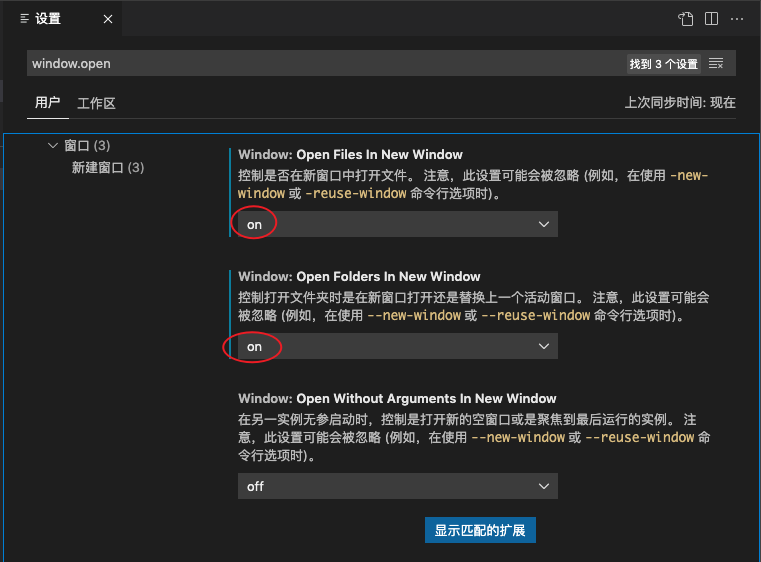 设置
window.open
找到 3 个设置
用户 工作区 上次同步时间: 现在
窗口 (3)
新建窗口 (3)
Window: Open Files In New Window
控制是否在新窗口中打开文件。 注意，此设置可能会被忽略 (例如，在使用 -new-
window 或 -reuse-window 命令行选项时)。
on
Window: Open Folders In New Window
控制打开文件夹时是在新窗口打开还是替换上一个活动窗口。 注意，此设置可能会
被忽略 (例如，在使用 --new-window 或 --reuse-window 命令行选项时)。
on
Window: Open Without Arguments In New Window
在另一实例无参启动时，控制是打开新的空窗口或是聚焦到最后运行的实例。 注
意，此设置可能会被忽略 (例如，在使用 --new-window 或 --reuse-window 命
令行选项时)。
off
显示匹配的扩展